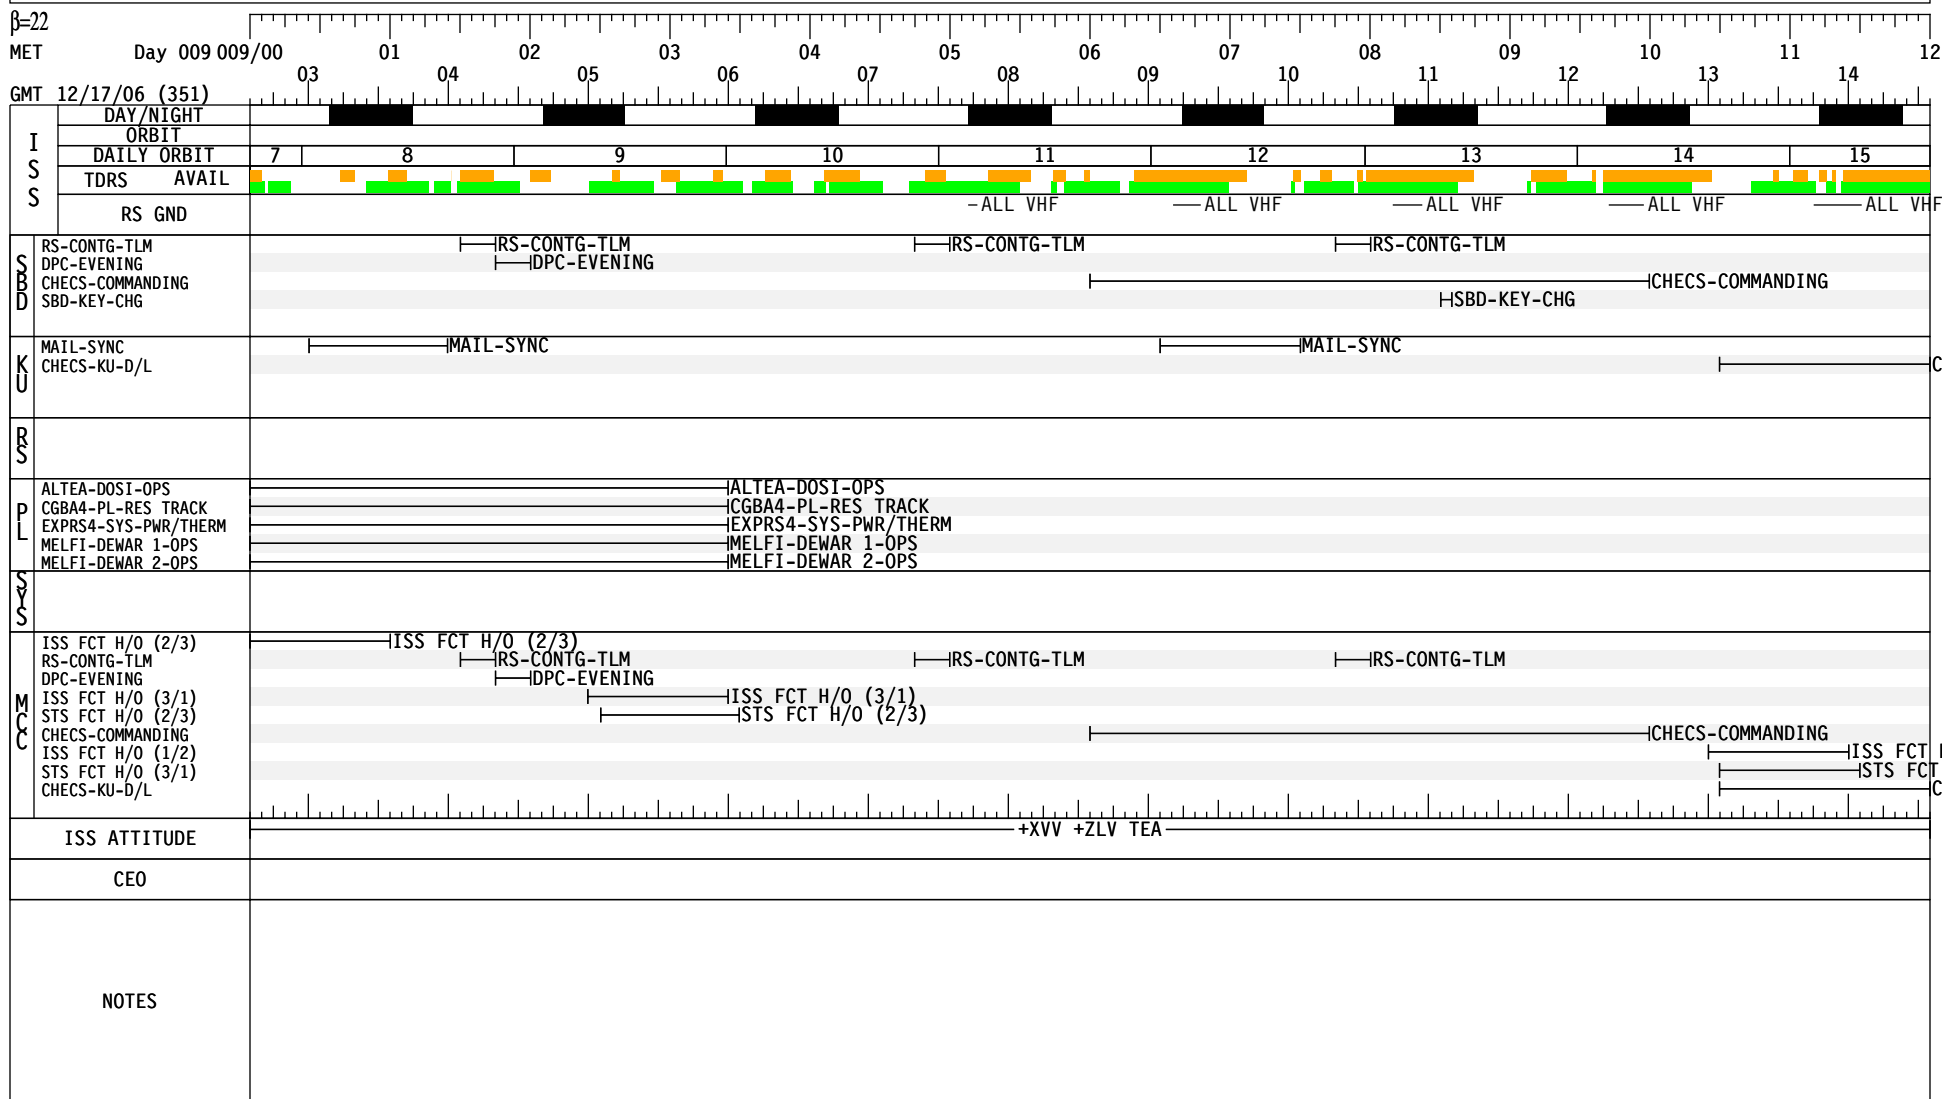 β=22
MET Day 009 009/00 01 02 03 04 05 06 07 08 09 10 11 12
03 04 05 06 07 08 09 10 11 12 13 14
GMT 12/17/06 (351)
ISS
DAY/NIGHT
ORBIT
DAILY ORBIT 7 8 9 10 11 12 13 14 15
TDRS AVAIL
RS GND ALL VHF ALL VHF ALL VHF ALL VHF ALL VHF
SBD
RS-CONTG-TLM RS-CONTG-TLM RS-CONTG-TLM RS-CONTG-TLM
DPC-EVENING DPC-EVENING
CHECS-COMMANDING CHECS-COMMANDING
SBD-KEY-CHG SBD-KEY-CHG
KU
MAIL-SYNC MAIL-SYNC MAIL-SYNC
CHECS-KU-D/L C
RS
PL
ALTEA-DOSI-OPS ALTEA-DOSI-OPS
CGBA4-PL-RES TRACK CGBA4-PL-RES TRACK
EXPRS4-SYS-PWR/THERM EXPRS4-SYS-PWR/THERM
MELFI-DEWAR 1-OPS MELFI-DEWAR 1-OPS
MELFI-DEWAR 2-OPS MELFI-DEWAR 2-OPS
SYS
MCC
ISS FCT H/O (2/3) ISS FCT H/O (2/3)
RS-CONTG-TLM RS-CONTG-TLM RS-CONTG-TLM RS-CONTG-TLM
DPC-EVENING DPC-EVENING
ISS FCT H/O (3/1) ISS FCT H/O (3/1)
STS FCT H/O (2/3) STS FCT H/O (2/3)
CHECS-COMMANDING CHECS-COMMANDING
ISS FCT H/O (1/2) ISS FCT
STS FCT H/O (3/1) STS FCT
CHECS-KU-D/L C
ISS ATTITUDE +XVV +ZLV TEA
CEO
NOTES